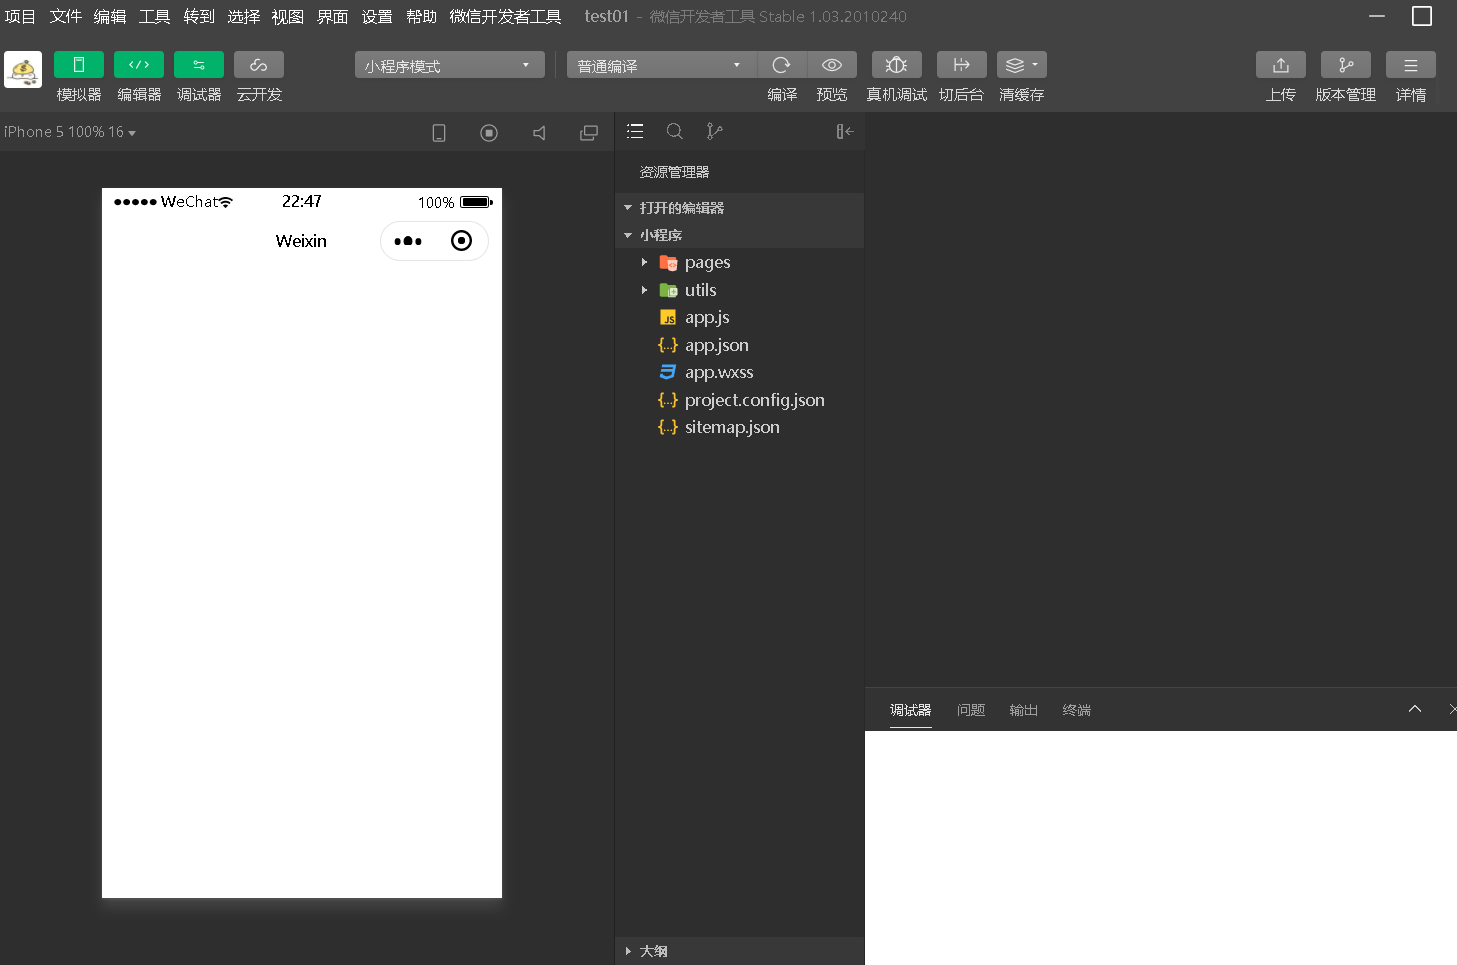 项目 文件 编辑 工具 转到 选择 视图 界面 设置 帮助 微信开发者工具 test01 - 微信开发者工具 Stable 1.03.2010240
小程序模式 普通编译
模拟器 编辑器 调试器 云开发 编译 预览 真机调试 切后台 清缓存 上传 版本管理 详情
iPhone 5 100% 16
资源管理器
打开的编辑器
小程序
pages
utils
JS app.js
{..} app.json
app.wxss
{..} project.config.json
{..} sitemap.json
大纲
WeChat 22:47 100%
Weixin
调试器 问题 输出 终端